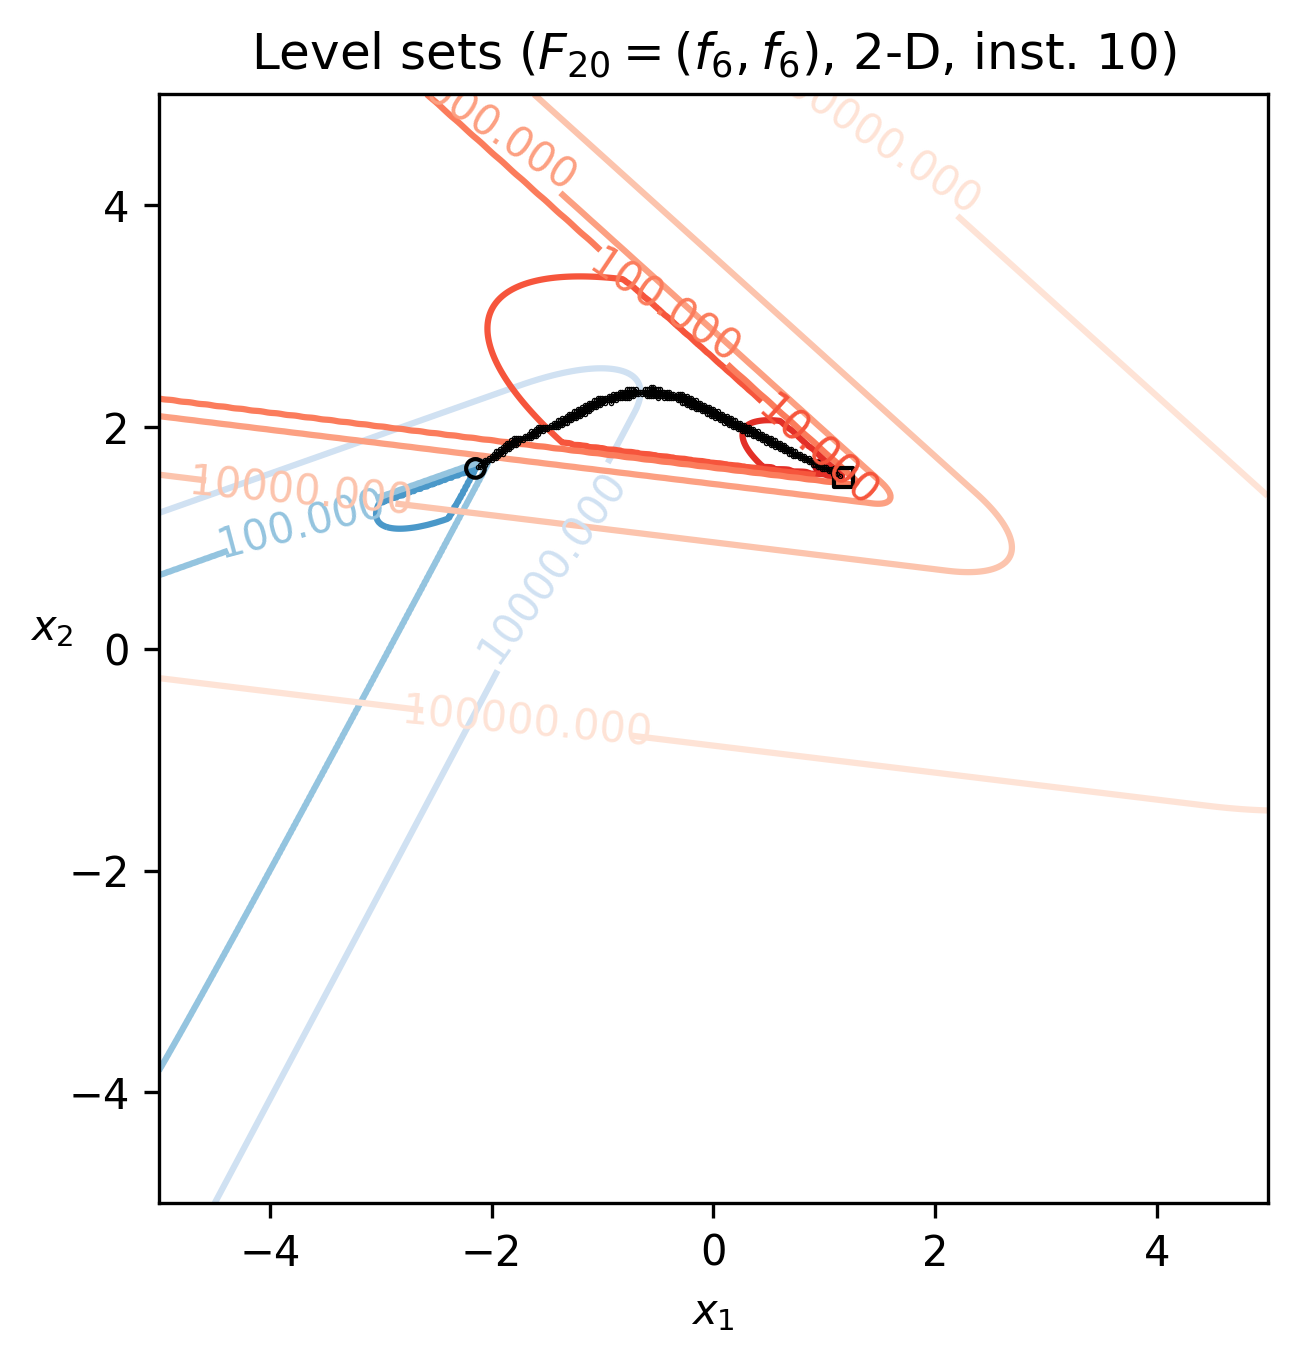 Level sets (F₂₀ = (f₆, f₆), 2-D, inst. 10)
100.000
10.000
10000.000
100.000
10000.000
100000.000
4
2
0
−2
−4
x₂
−4 −2 0 2 4
x₁